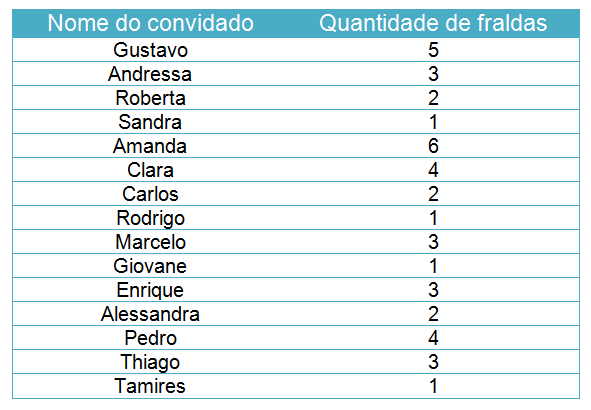 Nome do convidado Quantidade de fraldas
Gustavo 5
Andressa 3
Roberta 2
Sandra 1
Amanda 6
Clara 4
Carlos 2
Rodrigo 1
Marcelo 3
Giovane 1
Enrique 3
Alessandra 2
Pedro 4
Thiago 3
Tamires 1